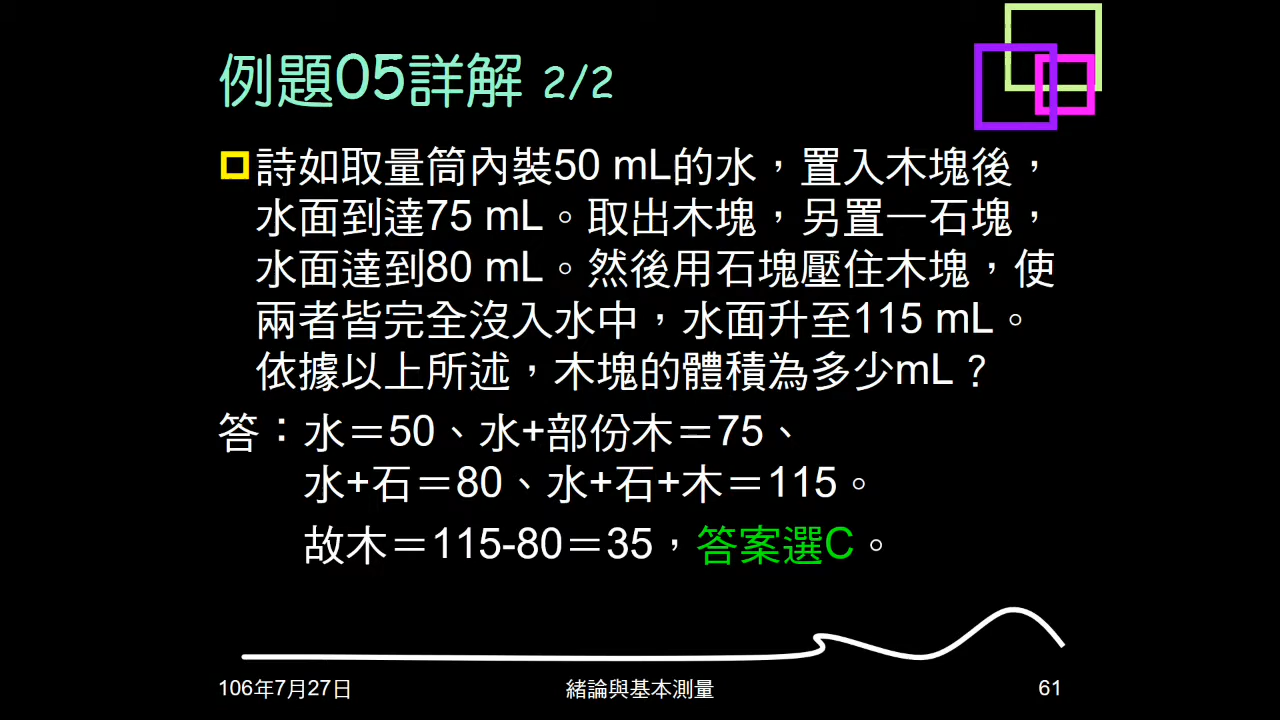 例題05詳解 2/2
詩如取量筒內裝50 mL的水，置入木塊後，
水面到達75 mL。取出木塊，另置一石塊，
水面達到80 mL。然後用石塊壓住木塊，使
兩者皆完全沒入水中，水面升至115 mL。
依據以上所述，木塊的體積為多少mL？
答：水＝50、水+部份木＝75、
水+石＝80、水+石+木＝115。
故木＝115-80＝35，答案選C。
106年7月27日
緒論與基本測量
61